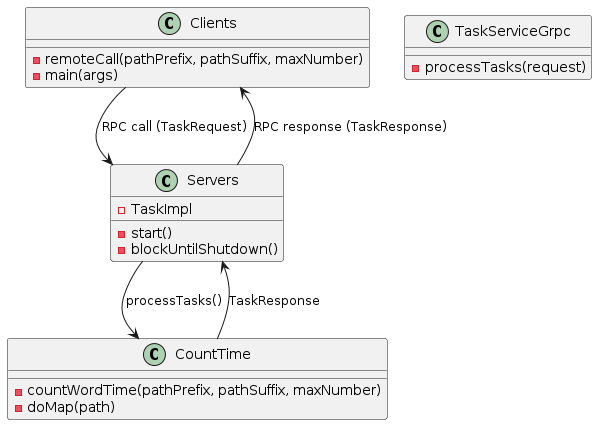 C Clients
remoteCall(pathPrefix, pathSuffix, maxNumber)
main(args)
C TaskServiceGrpc
processTasks(request)
RPC call (TaskRequest)
RPC response (TaskResponse)
C Servers
TaskImpl
start()
blockUntilShutdown()
processTasks()
TaskResponse
C CountTime
countWordTime(pathPrefix, pathSuffix, maxNumber)
doMap(path)